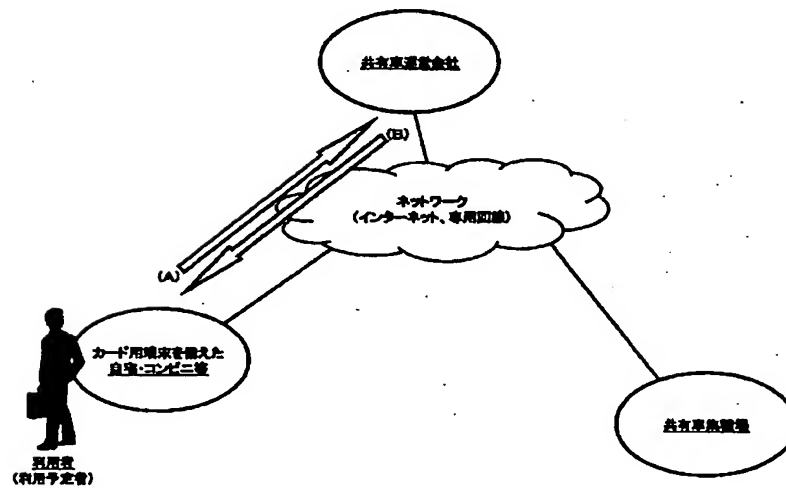 共有車運営会社
(B)
ネットワーク
(インターネット、専用回線)
(A)
カード用端末を備えた
自宅・コンビニ等
共有車集積場
利用者
(利用予定者)